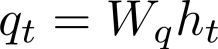 q_t = W_q h_t